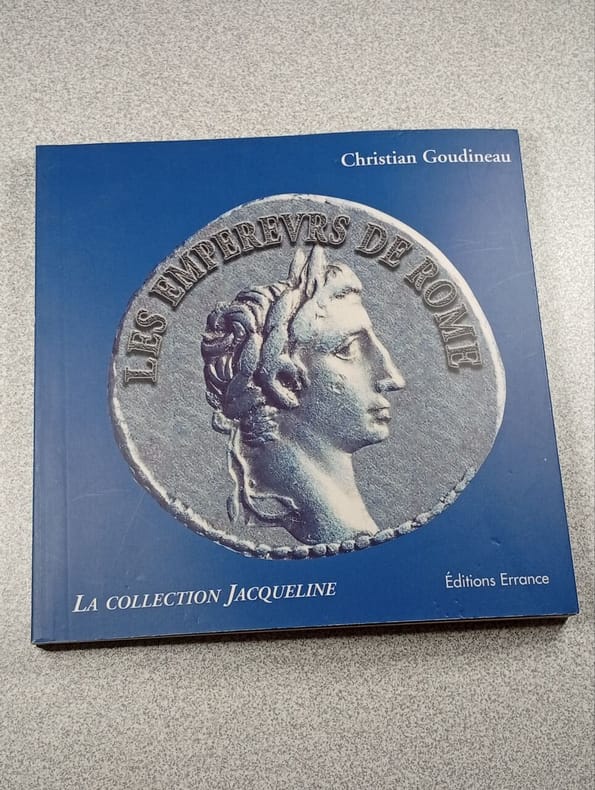 Christian Goudineau
LES EMPEREVRS DE ROME
LA COLLECTION JACQUELINE
Éditions Errance